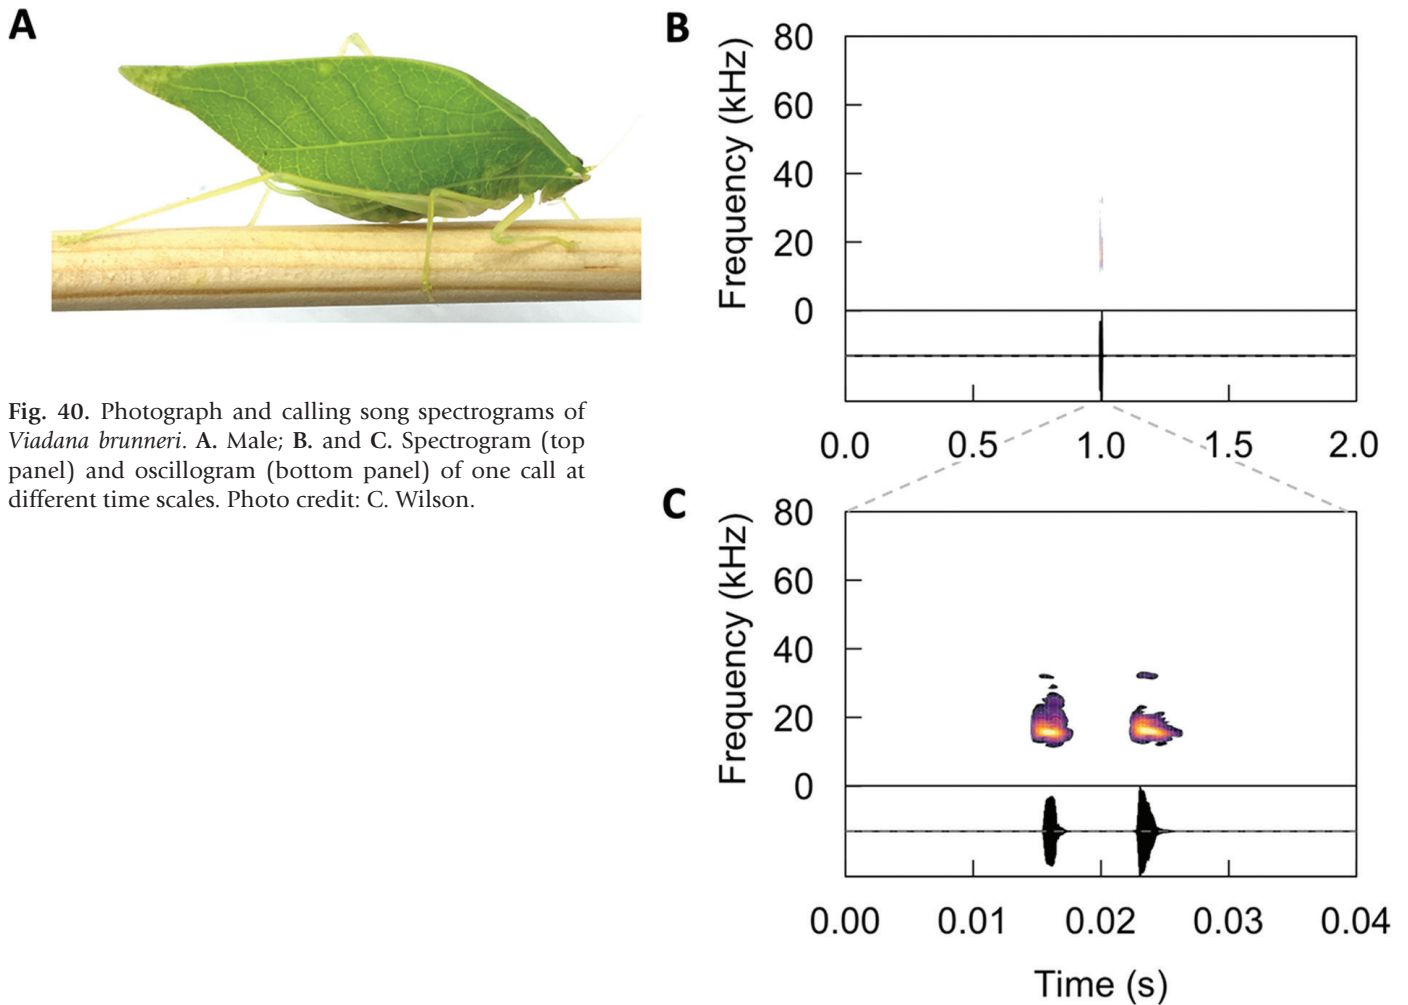 A
Fig. 40. Photograph and calling song spectrograms of
Viadana brunneri. A. Male; B. and C. Spectrogram (top
panel) and oscillogram (bottom panel) of one call at
different time scales. Photo credit: C. Wilson.
B
Frequency (kHz)
80
60
40
20
0
0.0 0.5 1.0 1.5 2.0
C
Frequency (kHz)
80
60
40
20
0
0.00 0.01 0.02 0.03 0.04
Time (s)